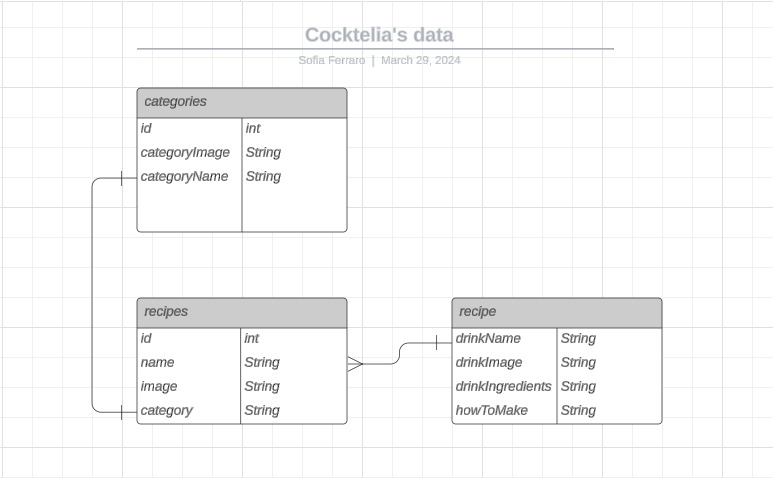 Cocktelia's data
Sofia Ferraro | March 29, 2024
categories
id int
categoryImage String
categoryName String
recipes
id int
name String
image String
category String
recipe
drinkName String
drinkImage String
drinkIngredients String
howToMake String